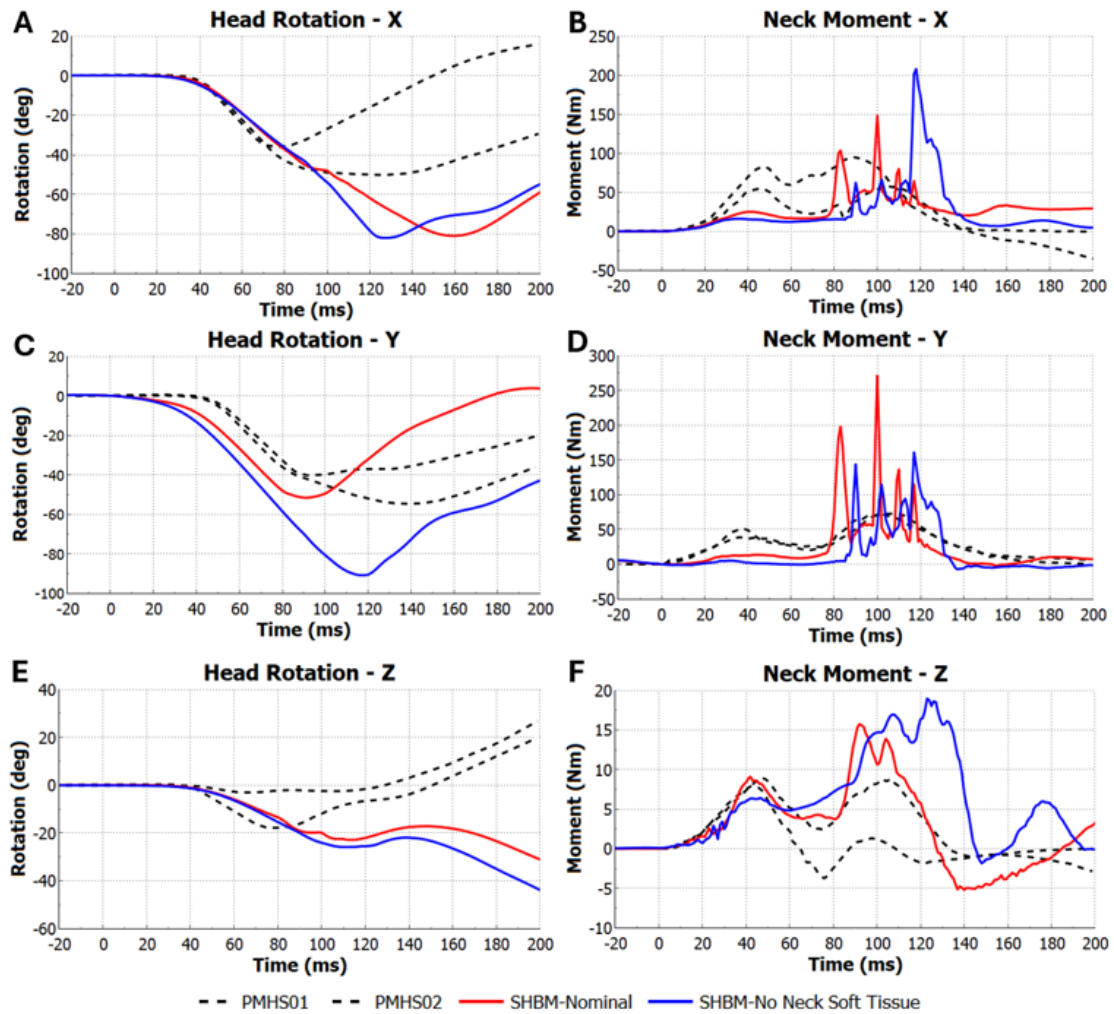 A Head Rotation - X
Rotation (deg)
20
0
-20
-40
-60
-80
-100
-20 0 20 40 60 80 100 120 140 160 180 200
Time (ms)
B Neck Moment - X
Moment (Nm)
250
200
150
100
50
0
-50
-20 0 20 40 60 80 100 120 140 160 180 200
Time (ms)
C Head Rotation - Y
Rotation (deg)
20
0
-20
-40
-60
-80
-100
-20 0 20 40 60 80 100 120 140 160 180 200
Time (ms)
D Neck Moment - Y
Moment (Nm)
300
250
200
150
100
50
0
-50
-20 0 20 40 60 80 100 120 140 160 180 200
Time (ms)
E Head Rotation - Z
Rotation (deg)
40
20
0
-20
-40
-60
-20 0 20 40 60 80 100 120 140 160 180 200
Time (ms)
F Neck Moment - Z
Moment (Nm)
20
15
10
5
0
-5
-10
-20 0 20 40 60 80 100 120 140 160 180 200
Time (ms)
PMHS01 PMHS02 SHBM-Nominal SHBM-No Neck Soft Tissue